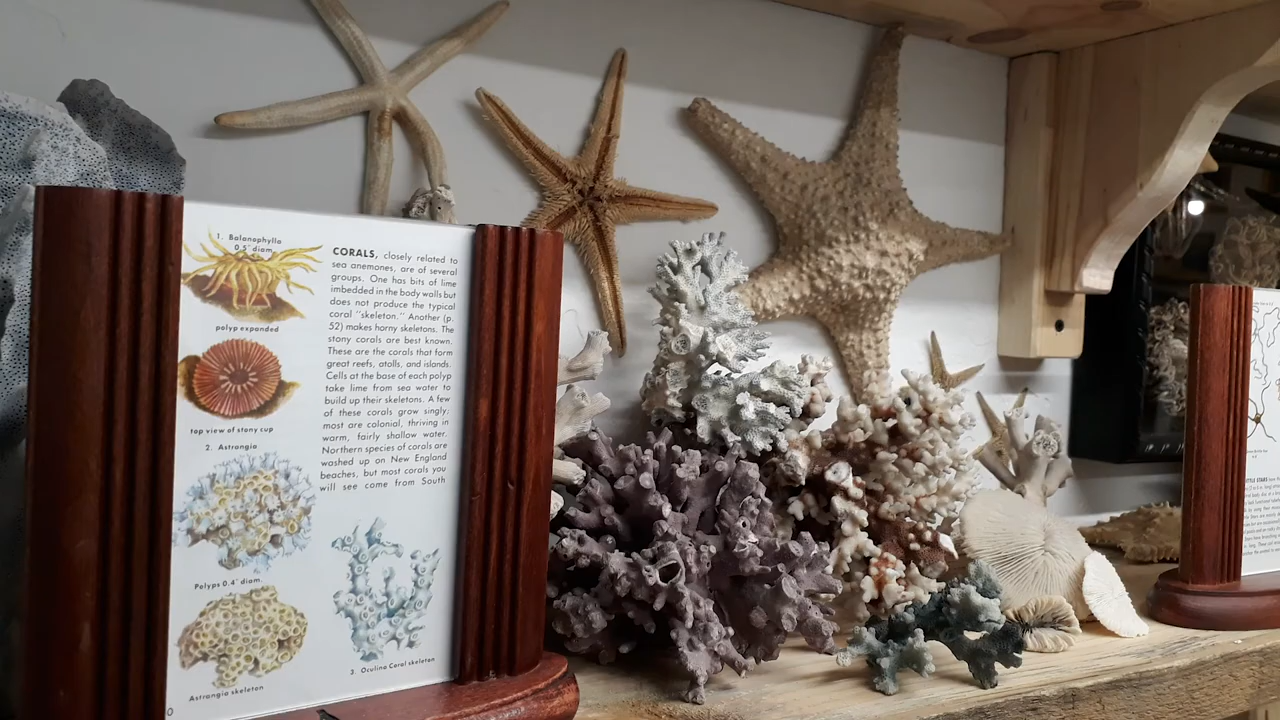 1. Balanophylla
0.5" diam.
polyp expanded
top view of stony cup
2. Astrangia
Polyps 0.4' diam.
Astrangia skeleton
CORALS, closely related to
sea anemones, are of several
groups. One has bits of lime
imbedded in the body walls but
does not produce the typical
coral "skeleton." Another (p.
52) makes horny skeletons. The
stony corals are best known.
These are the corals that form
great reefs, atolls, and islands.
Cells at the base of each polyp
take lime from sea water to
build up their skeletons. A few
of these corals grow singly;
most are colonial, thriving in
warm, fairly shallow water.
Northern species of corals are
washed up on New England
beaches, but most corals you
will see come from South
3. Oculina Coral skeleton
0